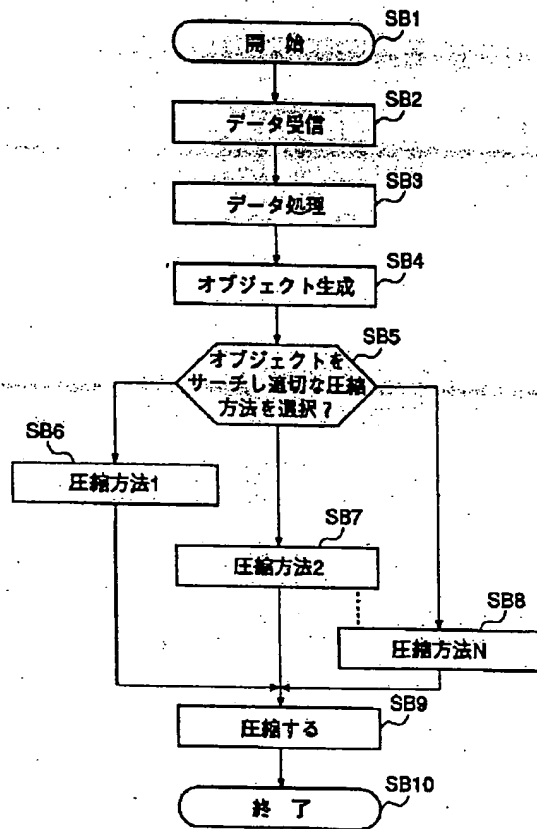 SB1
開 始
SB2
データ受信
SB3
データ処理
SB4
オブジェクト生成
SB5
オブジェクトを
サーチし適切な圧縮
方法を選択?
SB6
圧縮方法1
SB7
圧縮方法2
SB8
圧縮方法N
SB9
圧縮する
SB10
終 了